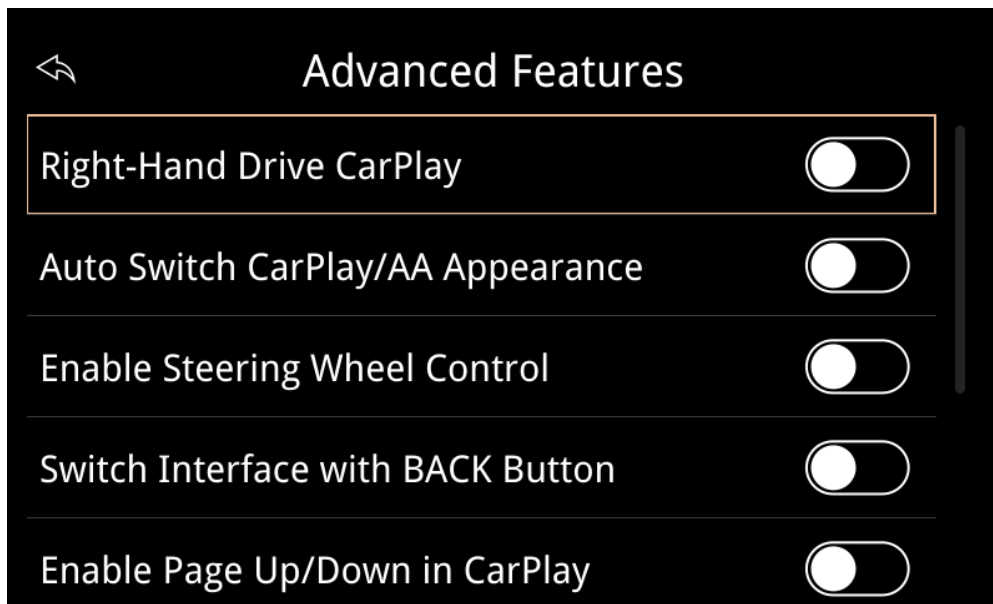 Advanced Features
Right-Hand Drive CarPlay
Auto Switch CarPlay/AA Appearance
Enable Steering Wheel Control
Switch Interface with BACK Button
Enable Page Up/Down in CarPlay